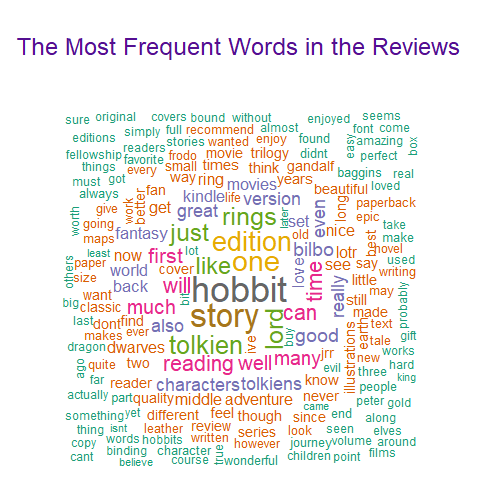 The Most Frequent Words in the Reviews
sure original covers bound without enjoyed seems
editions simply full recommend almost font come
fellowship readers stories wanted enjoy found easy amazing box
things favorite frodo movie trilogy didnt perfect
must got every small times think gandalf baggins real
always way ring years beautiful loved
worth give work better fan kindle life movies version long paperback
going get great rings later set even nice epic
maps fantasy just edition old bilbo best take
others least now first lot like one love lotr novel make
paper world cover see say used
size back will bit hobbit time really little writing
big want much can still may probably
classic story lord made
last dont find also buy good illustrations earth text gift
makes ever tolkien ive jrr tale
dragon dwarves evil new works
ago quite two reading well many three hard
far reader characters tolkiens know people king
actually part quality middle adventure never peter gold
something yet different feel though came since end along
thing isnt leather review series look seen elves
copy words hobbits written however journey volume around
cant binding character true wonderful children point films
believe course